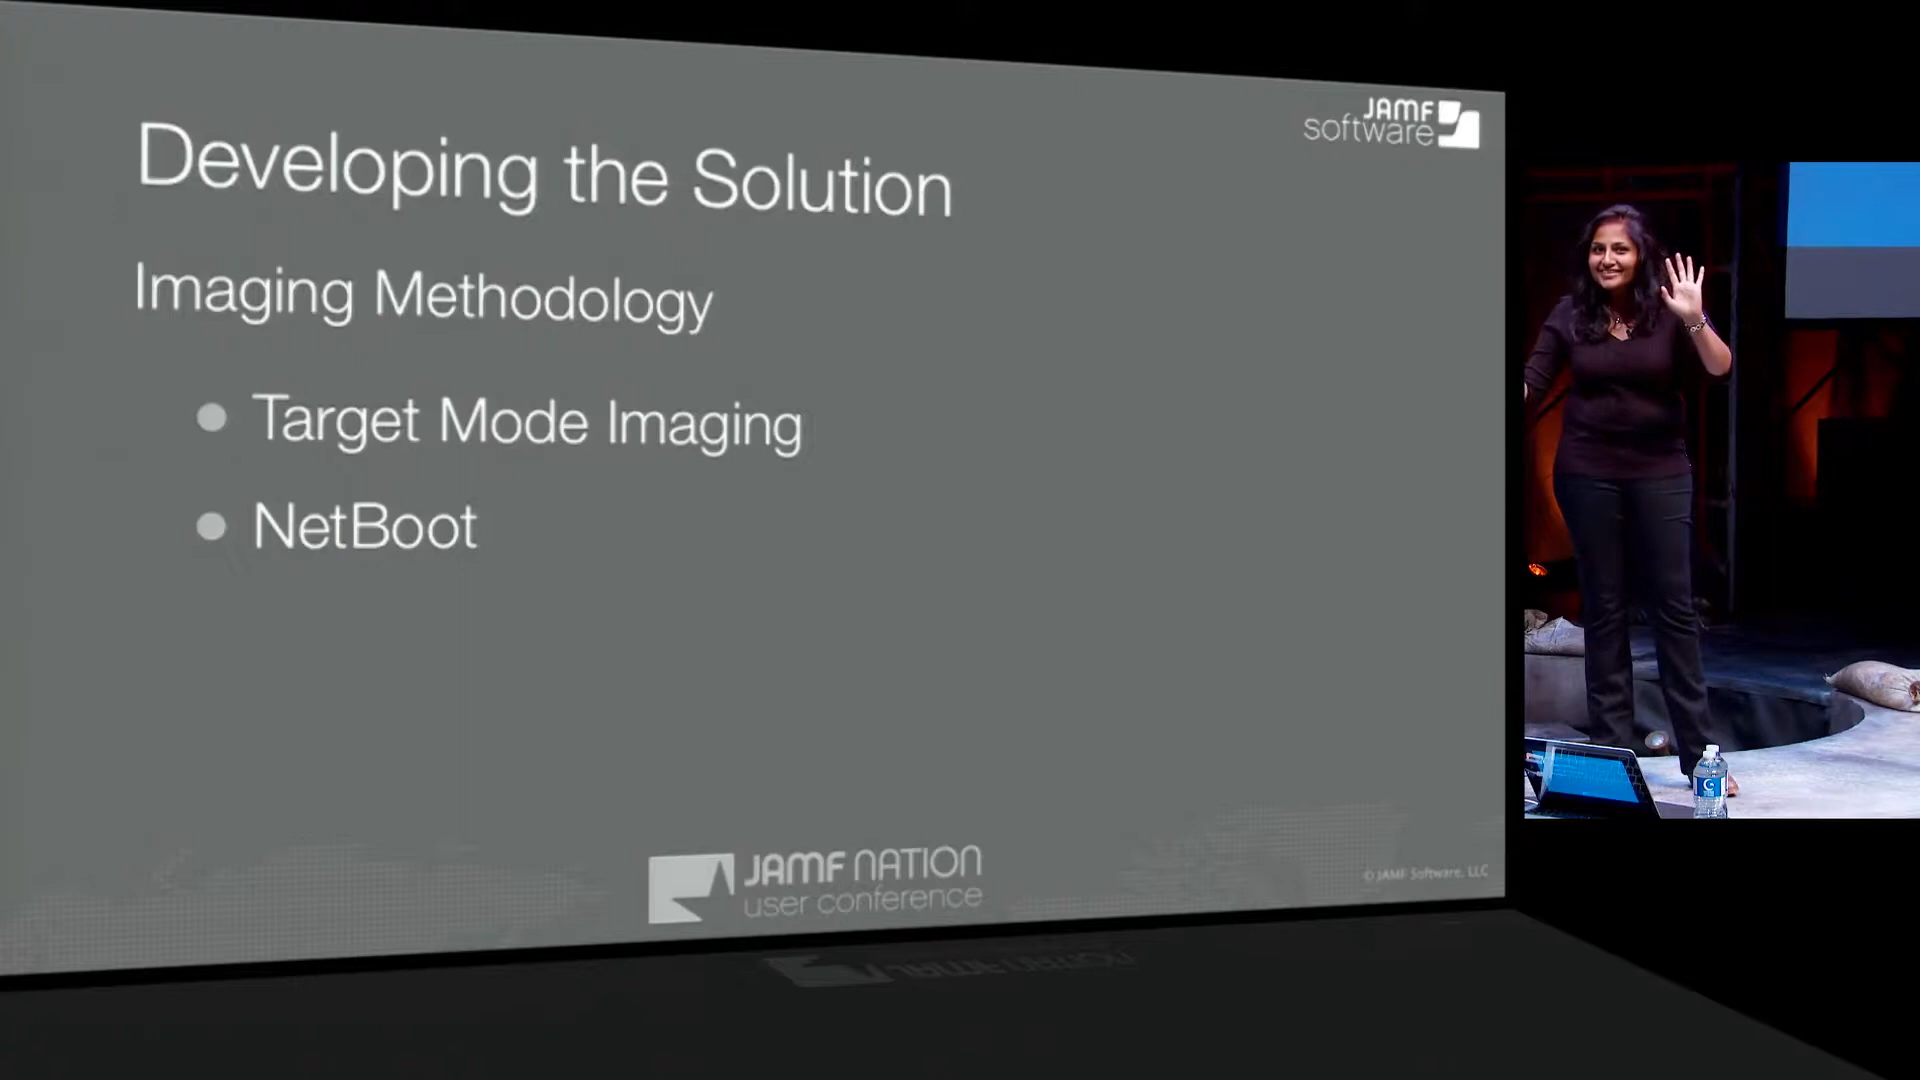 JAMF
software
Developing the Solution
Imaging Methodology
Target Mode Imaging
NetBoot
JAMF NATION
user conference
© JAMF Software, LLC